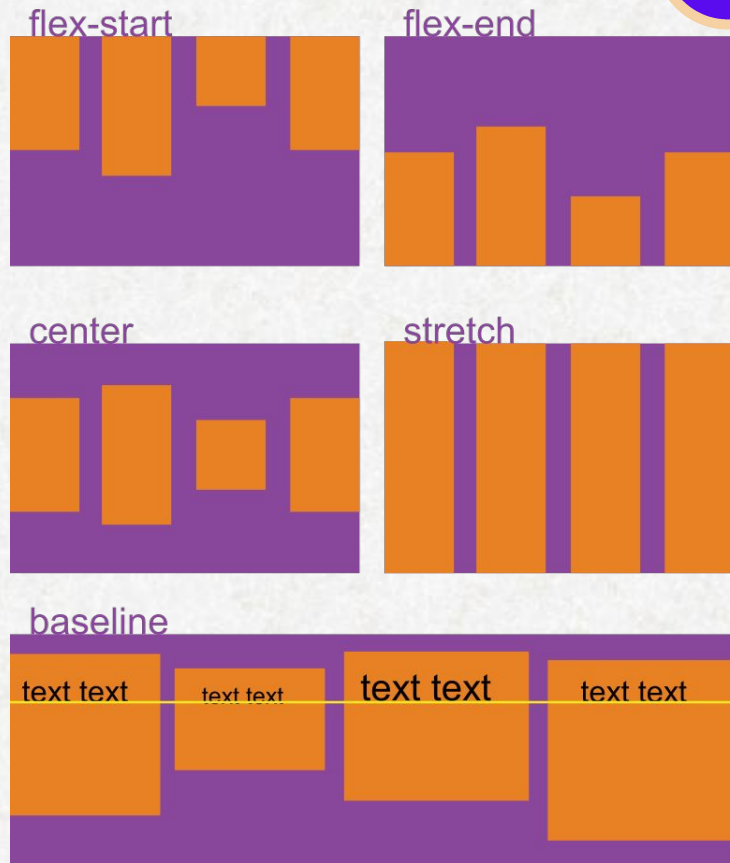 flex-start
flex-end
center
stretch
baseline
text text
text text
text text
text text